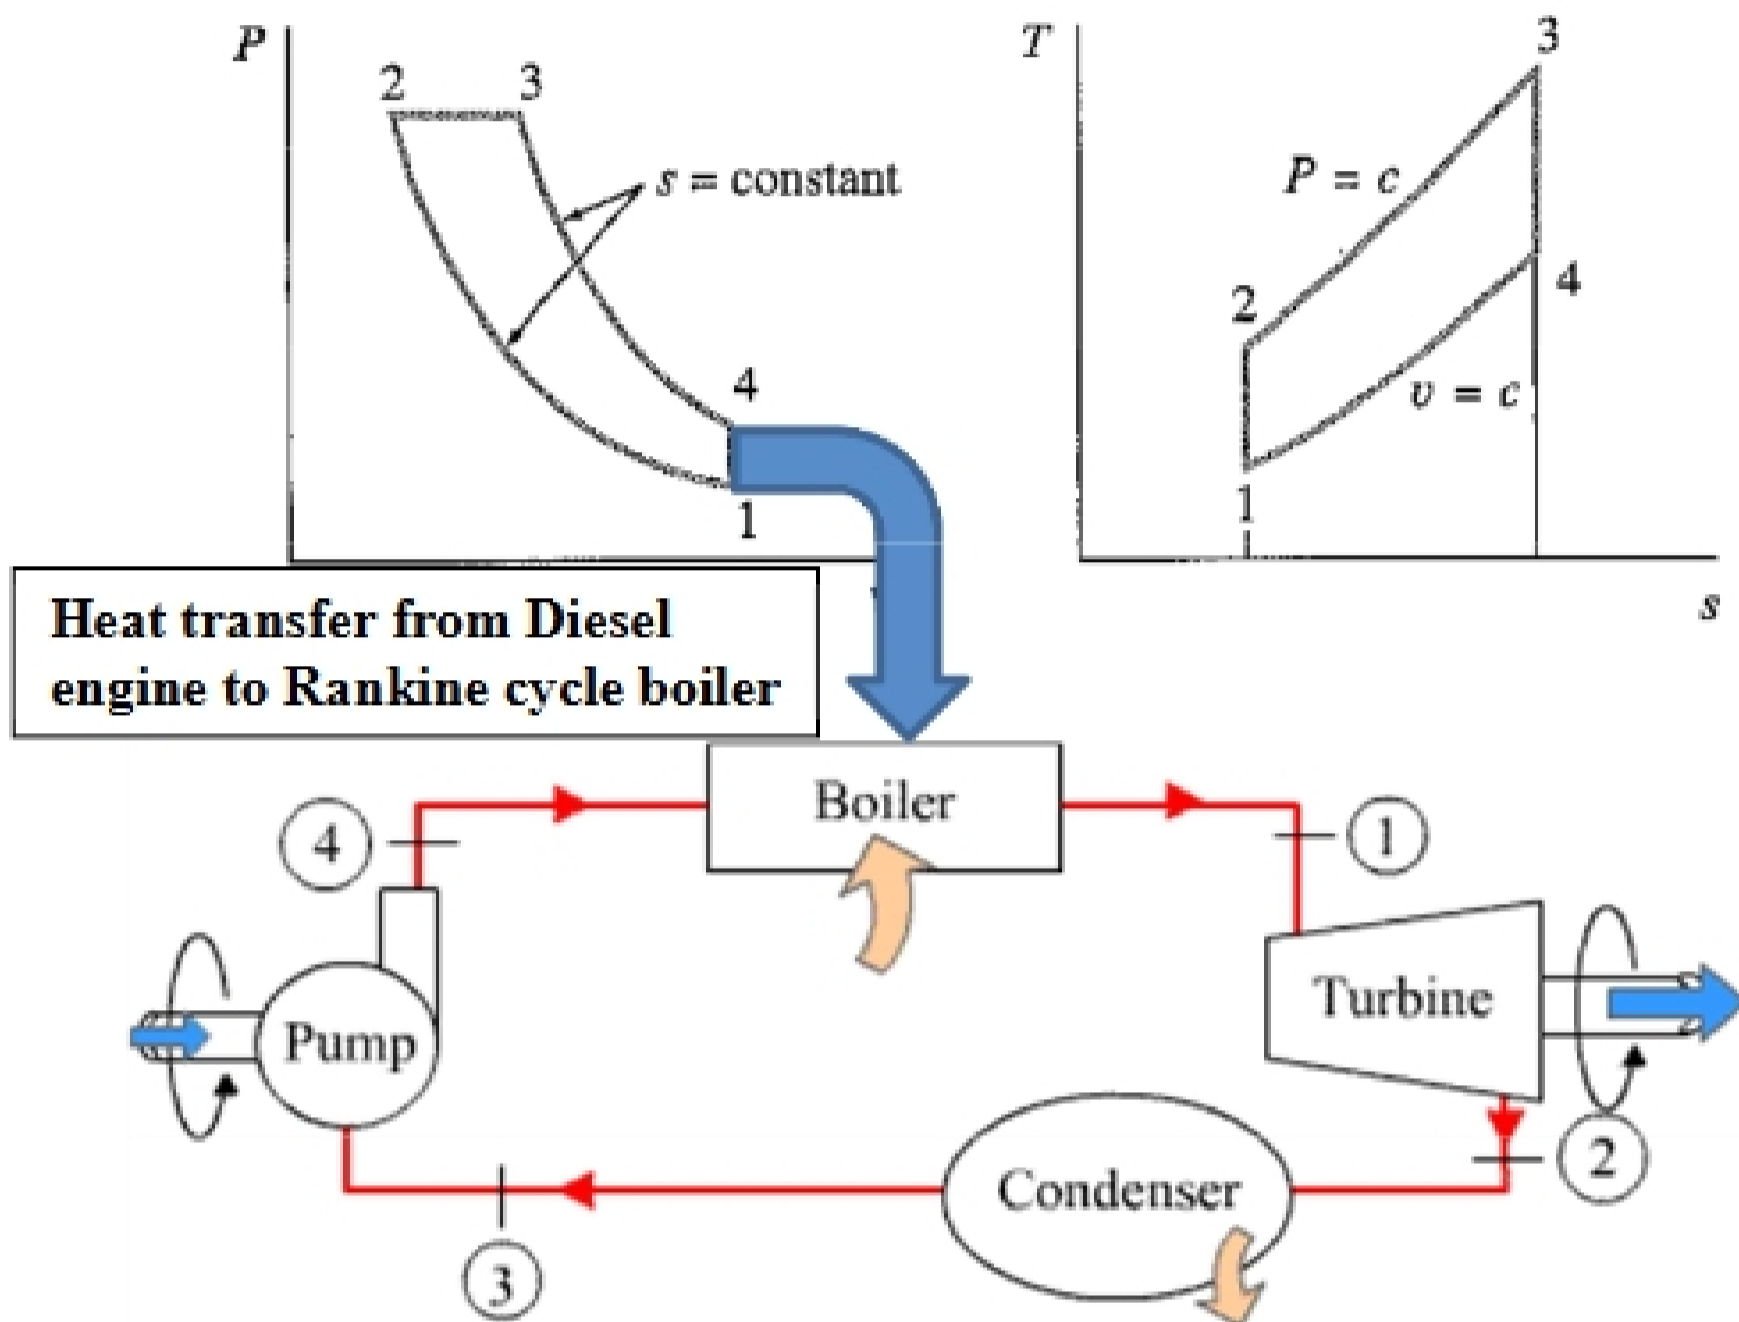 P
2
3
s = constant
4
1
T
3
P = c
2
4
v = c
1
s
Heat transfer from Diesel
engine to Rankine cycle boiler
Boiler
4
1
Pump
Turbine
Condenser
2
3